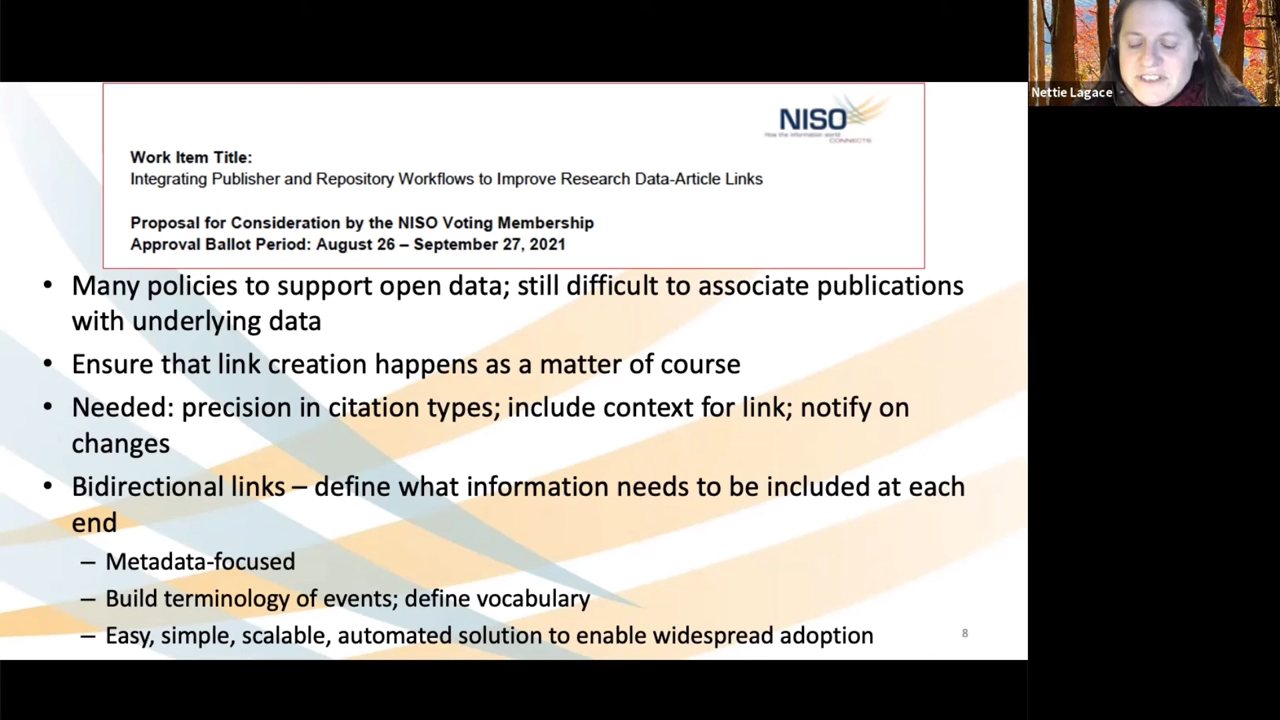 NISO
How the information world
CONNECTS
Work Item Title:
Integrating Publisher and Repository Workflows to Improve Research Data-Article Links
Proposal for Consideration by the NISO Voting Membership
Approval Ballot Period: August 26 – September 27, 2021
• Many policies to support open data; still difficult to associate publications
with underlying data
• Ensure that link creation happens as a matter of course
• Needed: precision in citation types; include context for link; notify on
changes
• Bidirectional links – define what information needs to be included at each
end
– Metadata-focused
– Build terminology of events; define vocabulary
– Easy, simple, scalable, automated solution to enable widespread adoption
8
Nettie Lagace